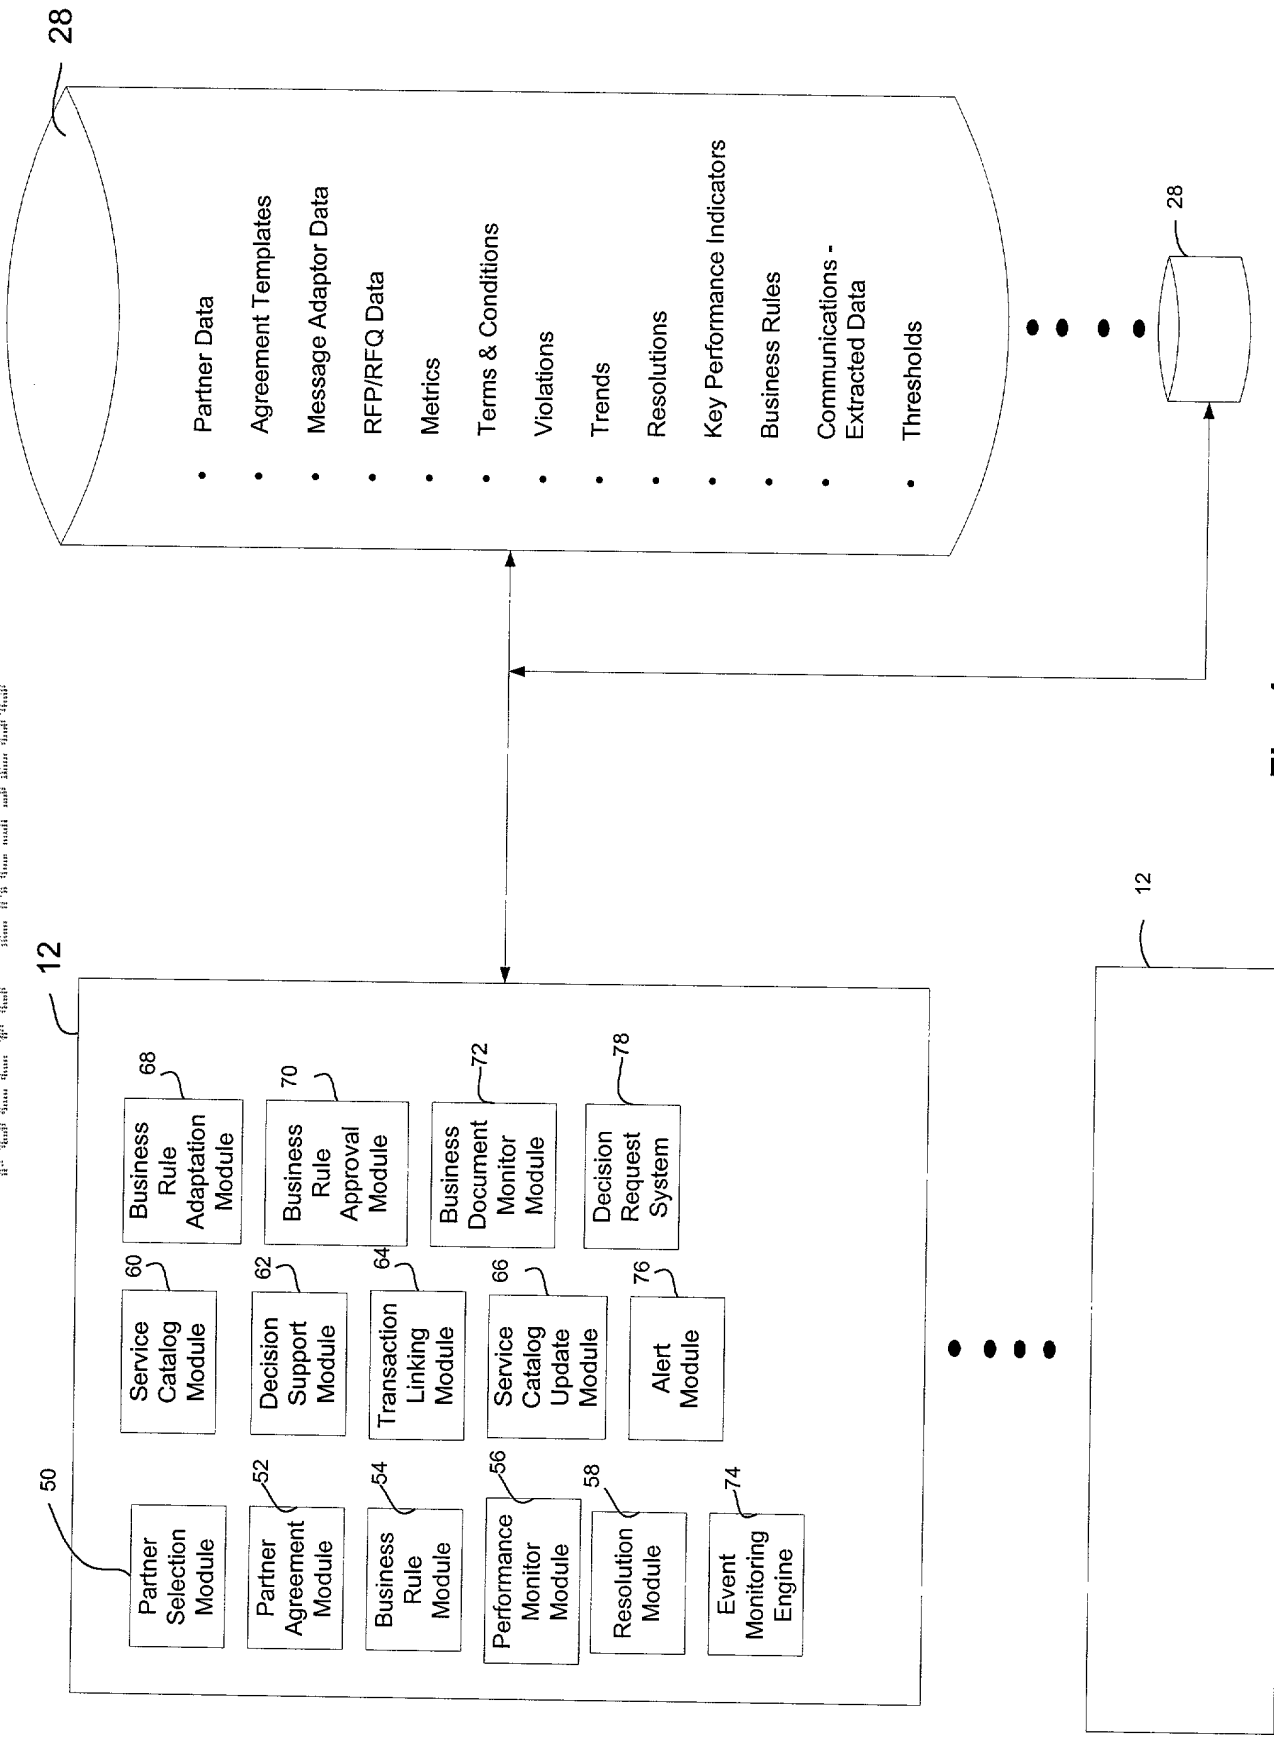 12
50
Partner
Selection
Module
52
Partner
Agreement
Module
54
Business
Rule
Module
56
Performance
Monitor
Module
58
Resolution
Module
74
Event
Monitoring
Engine
60
Service
Catalog
Module
62
Decision
Support
Module
64
Transaction
Linking
Module
66
Service
Catalog
Update
Module
76
Alert
Module
68
Business
Rule
Adaptation
Module
70
Business
Rule
Approval
Module
72
Business
Document
Monitor
Module
78
Decision
Request
System
28
• Partner Data
• Agreement Templates
• Message Adaptor Data
• RFP/RFQ Data
• Metrics
• Terms & Conditions
• Violations
• Trends
• Resolutions
• Key Performance Indicators
• Business Rules
• Communications -
Extracted Data
• Thresholds
12
28